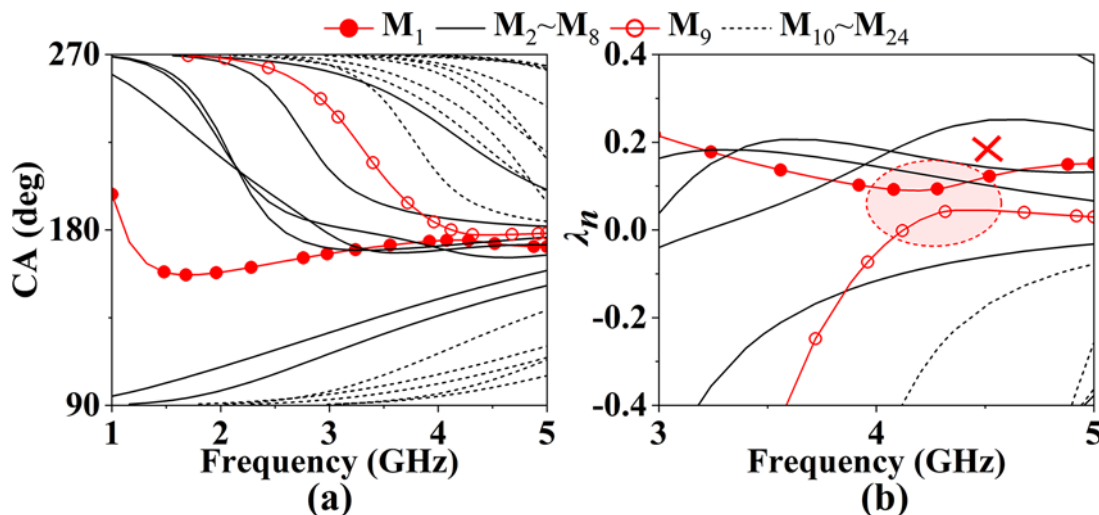 M₁ M₂~M₈ M₉ M₁₀~M₂₄
270
180
90
CA (deg)
1 2 3 4 5
Frequency (GHz)
(a)
0.4
0.2
0.0
-0.2
-0.4
λₙ
3 4 5
Frequency (GHz)
(b)